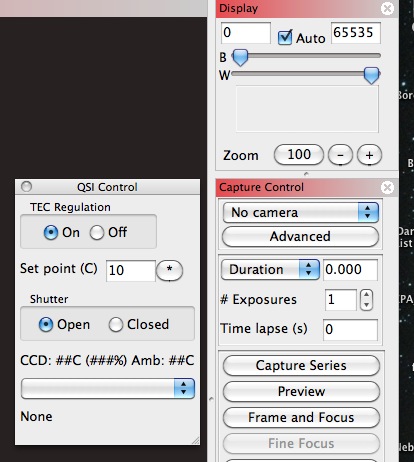 Display
0
Auto
65535
B
W
Zoom
100
-
+
QSI Control
TEC Regulation
On
Off
Set point (C)
10
*
Shutter
Open
Closed
CCD: ##C (###%) Amb: ##C
None
Capture Control
No camera
Advanced
Duration
0.000
# Exposures
1
Time lapse (s)
0
Capture Series
Preview
Frame and Focus
Fine Focus